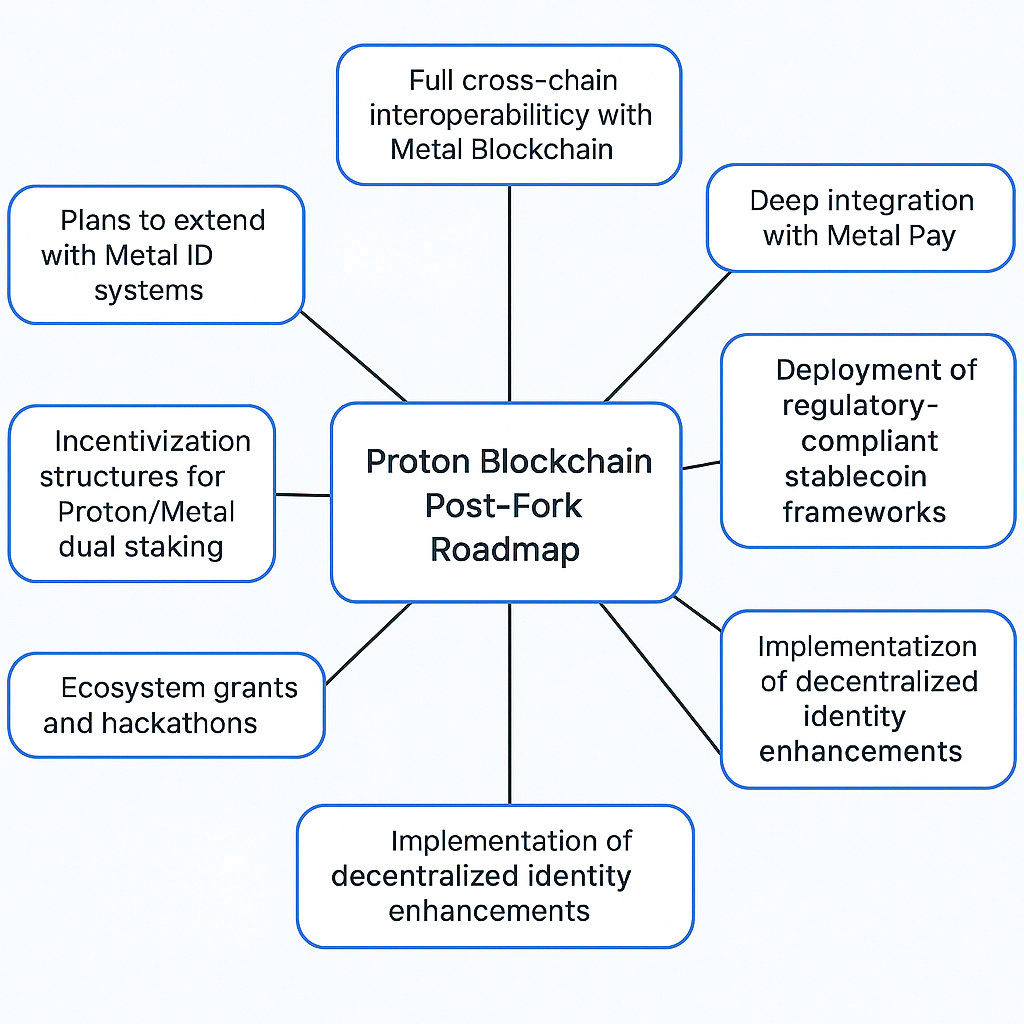 Full cross-chain
interoperabiliticy with
Metal Blockchain
Deep integration
with Metal Pay
Plans to extend
with Metal ID
systems
Deployment of
regulatory-
compliant
stablecoin
frameworks
Incentivization
structures for
Proton/Metal
dual staking
Proton Blockchain
Post-Fork
Roadmap
Implementatizon
of decentralized
identity
enhancements
Ecosystem grants
and hackathons
Implementation of
decentralized identity
enhancements